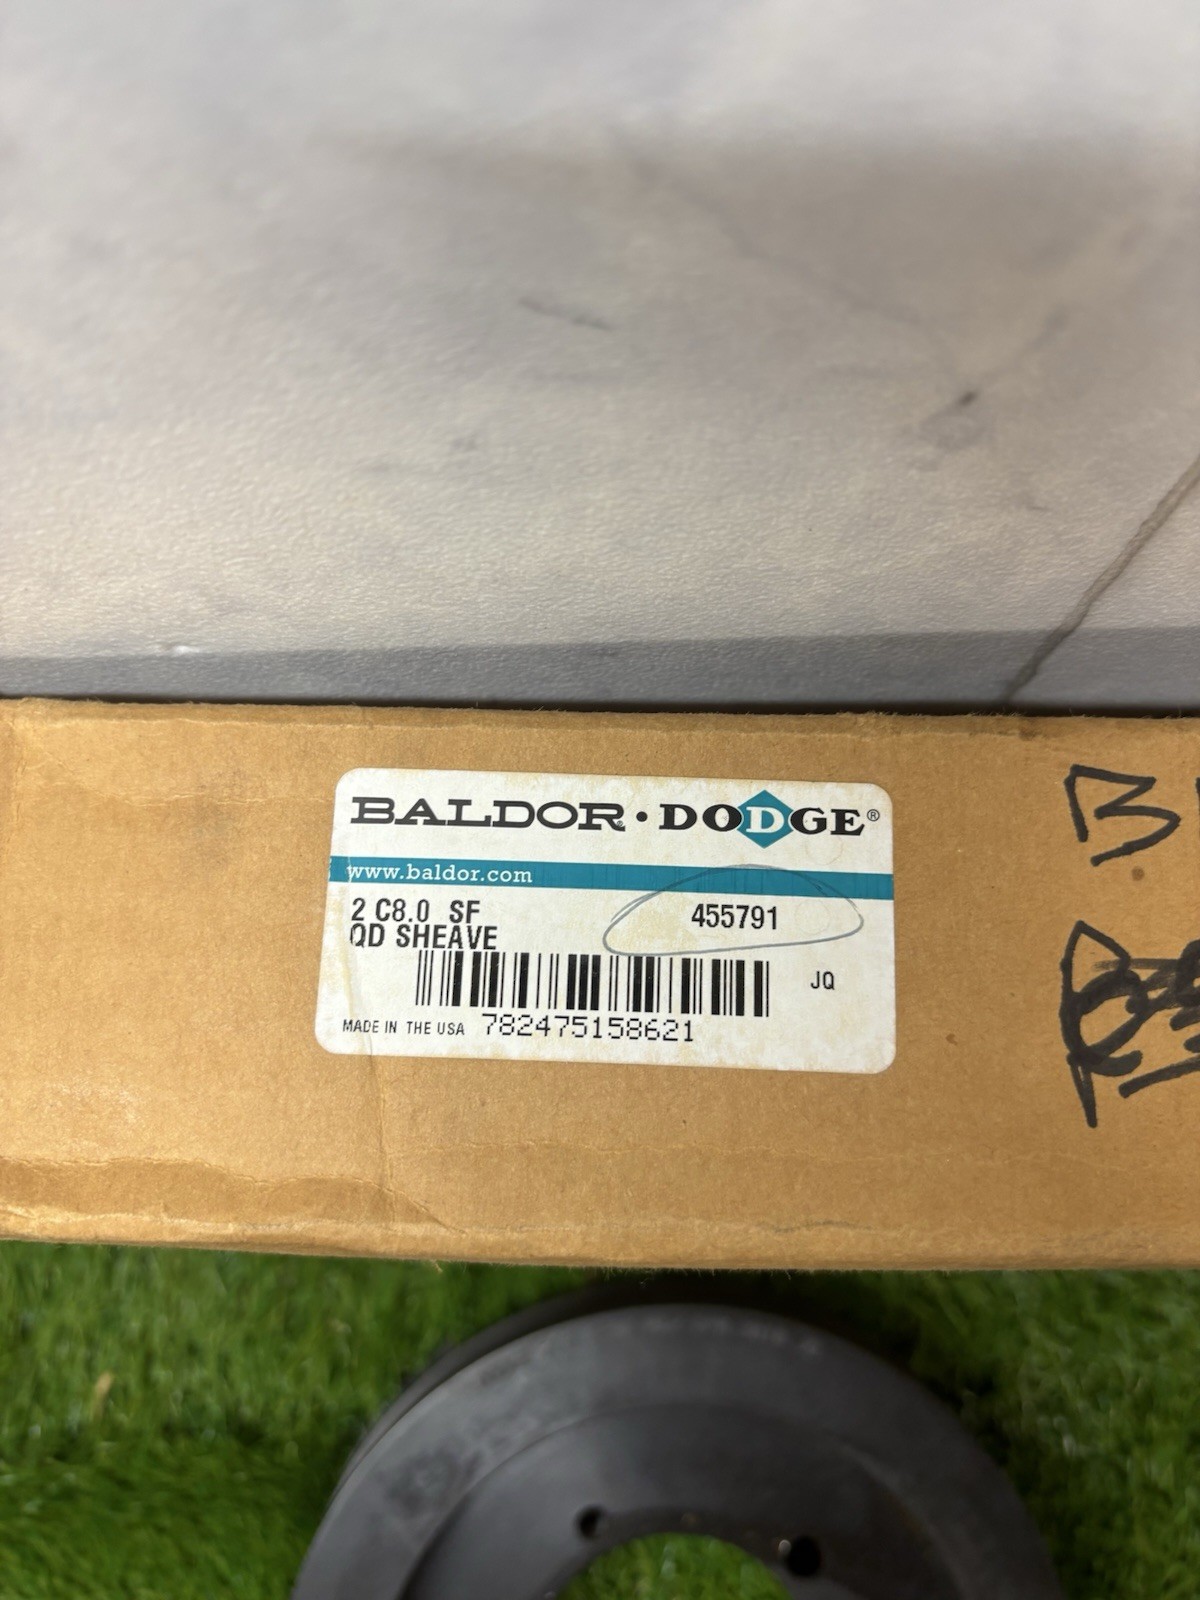 BALDOR • DODGE®
www.baldor.com
2 C8.0 SF 455791
QD SHEAVE
JQ
MADE IN THE USA 782475158621
B.